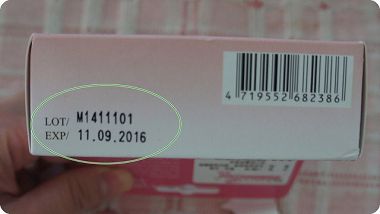 LOT/ M1411101
EXP/ 11.09.2016
4 719552 682386